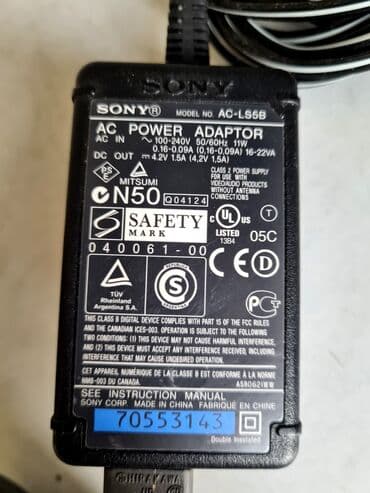 SONY
SONY® MODEL NO. AC-LS5B
AC POWER ADAPTOR
AC IN ~ 100-240V 50/60Hz 11W
0.16-0.09A (0.16-0.09A) 16-22VA
DC OUT ⎓ 4.2V 1.5A (4,2V 1,5A)
CLASS 2 POWER SUPPLY
FOR USE WITH
VIDEO/AUDIO PRODUCTS
WITHOUT ANTENNA
CONNECTIONS
PS E
MITSUMI
N50 Q04124
S SAFETY MARK
040061-00
c UL US
LISTED
13B4
T
05C
TÜV
Rheinland
Argentina S.A.
S
CE D
THIS CLASS B DIGITAL DEVICE COMPLIES WITH PART 15 OF THE FCC RULES
AND THE CANADIAN ICES-003. OPERATION IS SUBJECT TO THE FOLLOWING
TWO CONDITIONS: (1) THIS DEVICE MAY NOT CAUSE HARMFUL INTERFERENCE,
AND (2) THIS DEVICE MUST ACCEPT ANY INTERFERENCE RECEIVED, INCLUDING
INTERFERENCE THAT MAY CAUSE UNDESIRED OPERATION.
CET APPAREIL NUMÉRIQUE DE LA CLASSE B EST CONFORME À LA NORME
NMB-003 DU CANADA.
SEE INSTRUCTION MANUAL
SONY CORP. MADE IN CHINA FABRIQUÉ EN CHINE
70553143
Double Insulated
HIRAKAWA